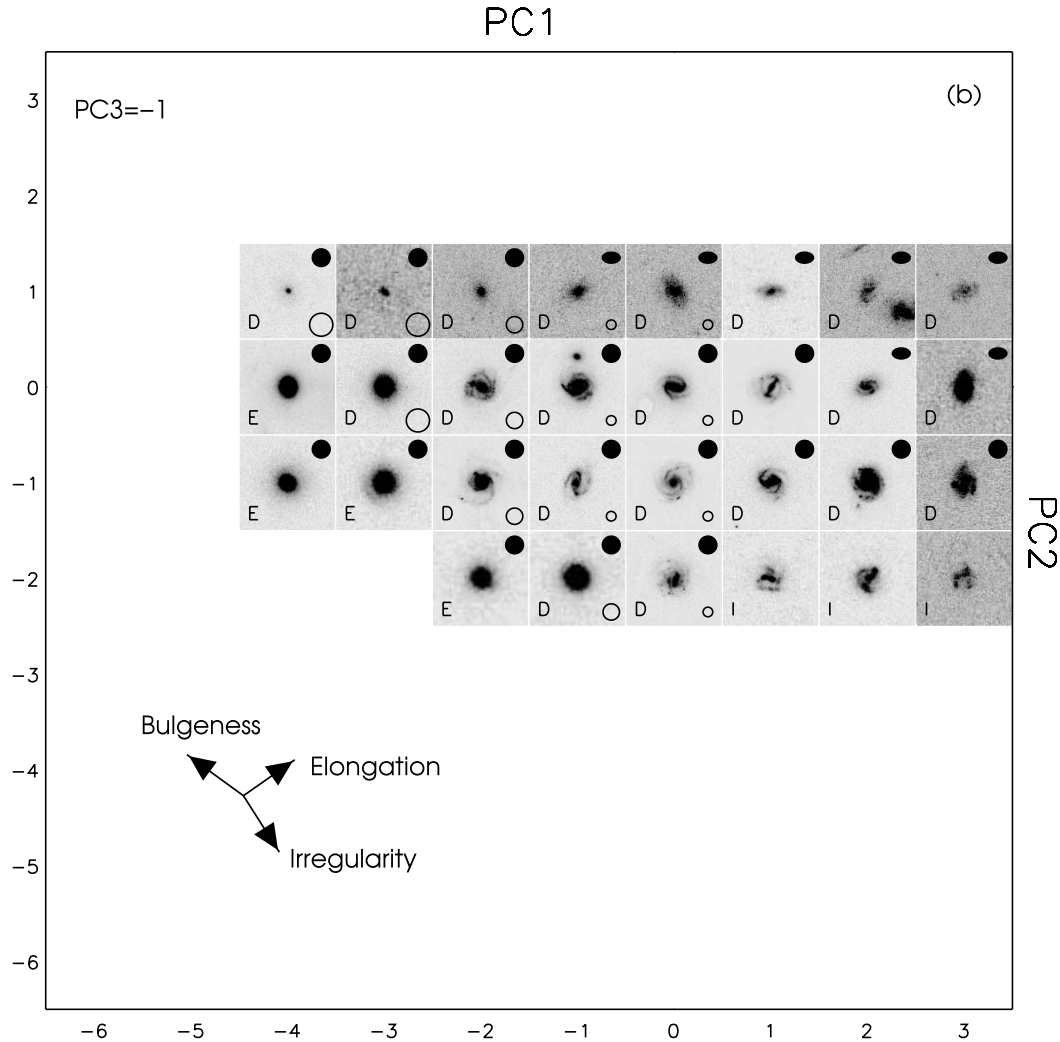 PC1
PC3=−1
(b)
3
2
1
D D D D D D D D
0
E D D D D D D D
−1
E E D D D D D D
PC2
−2
E D D I I I
−3
Bulgeness
−4
Elongation
−5
Irregularity
−6
−6 −5 −4 −3 −2 −1 0 1 2 3